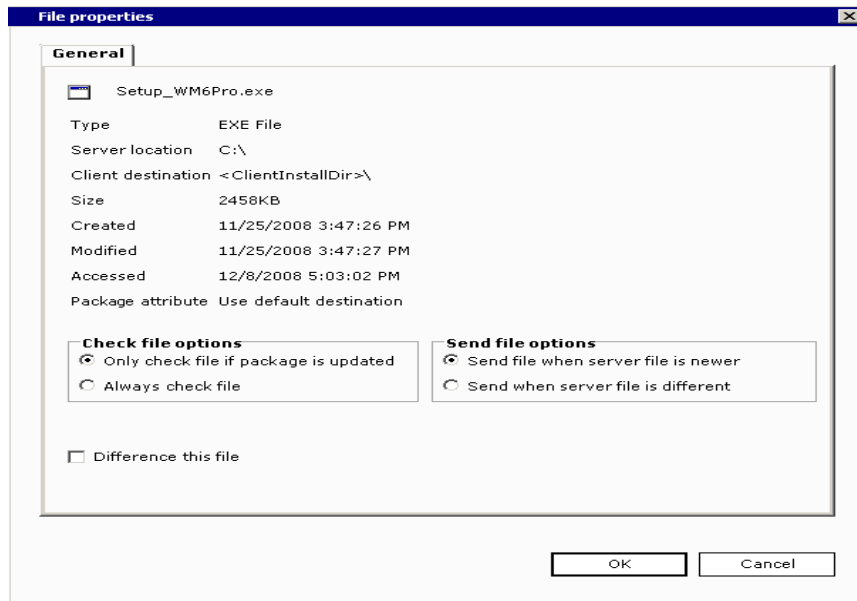 File properties
General
Setup_WM6Pro.exe
Type EXE File
Server location C:\
Client destination <ClientInstallDir>\
Size 2458KB
Created 11/25/2008 3:47:26 PM
Modified 11/25/2008 3:47:27 PM
Accessed 12/8/2008 5:03:02 PM
Package attribute Use default destination
Check file options
Only check file if package is updated
Always check file
Send file options
Send file when server file is newer
Send when server file is different
Difference this file
OK Cancel